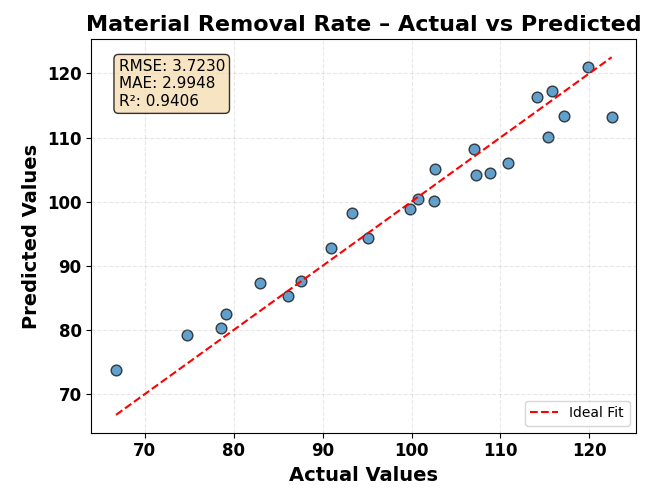 Material Removal Rate – Actual vs Predicted
RMSE: 3.7230
MAE: 2.9948
R²: 0.9406
120
110
100
90
80
70
Predicted Values
Ideal Fit
70 80 90 100 110 120
Actual Values